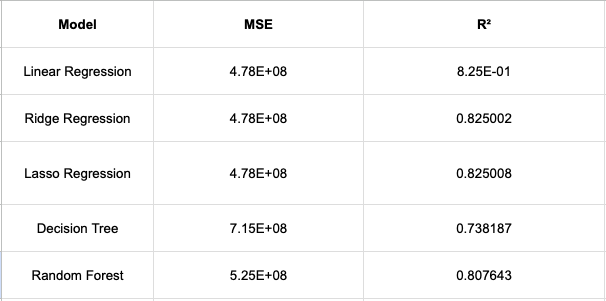 Model MSE R²
Linear Regression 4.78E+08 8.25E-01
Ridge Regression 4.78E+08 0.825002
Lasso Regression 4.78E+08 0.825008
Decision Tree 7.15E+08 0.738187
Random Forest 5.25E+08 0.807643